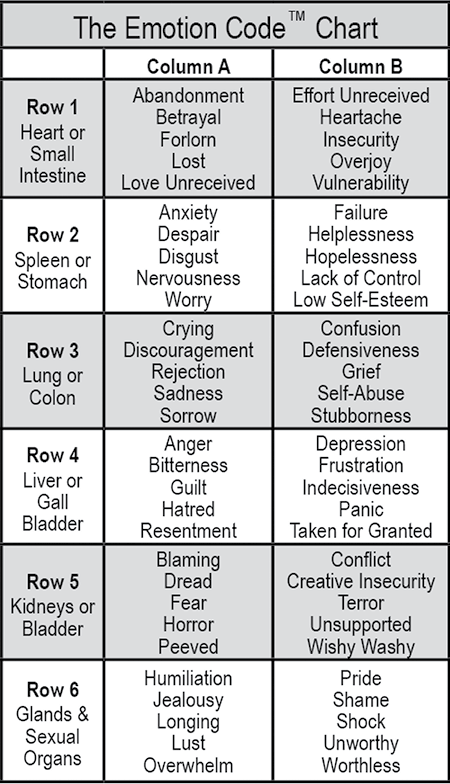 The Emotion Code™ Chart
Column A
Column B
Row 1
Heart or
Small
Intestine
Abandonment
Betrayal
Forlorn
Lost
Love Unreceived
Effort Unreceived
Heartache
Insecurity
Overjoy
Vulnerability
Row 2
Spleen or
Stomach
Anxiety
Despair
Disgust
Nervousness
Worry
Failure
Helplessness
Hopelessness
Lack of Control
Low Self-Esteem
Row 3
Lung or
Colon
Crying
Discouragement
Rejection
Sadness
Sorrow
Confusion
Defensiveness
Grief
Self-Abuse
Stubborness
Row 4
Liver or
Gall
Bladder
Anger
Bitterness
Guilt
Hatred
Resentment
Depression
Frustration
Indecisiveness
Panic
Taken for Granted
Row 5
Kidneys or
Bladder
Blaming
Dread
Fear
Horror
Peeved
Conflict
Creative Insecurity
Terror
Unsupported
Wishy Washy
Row 6
Glands &
Sexual
Organs
Humiliation
Jealousy
Longing
Lust
Overwhelm
Pride
Shame
Shock
Unworthy
Worthless